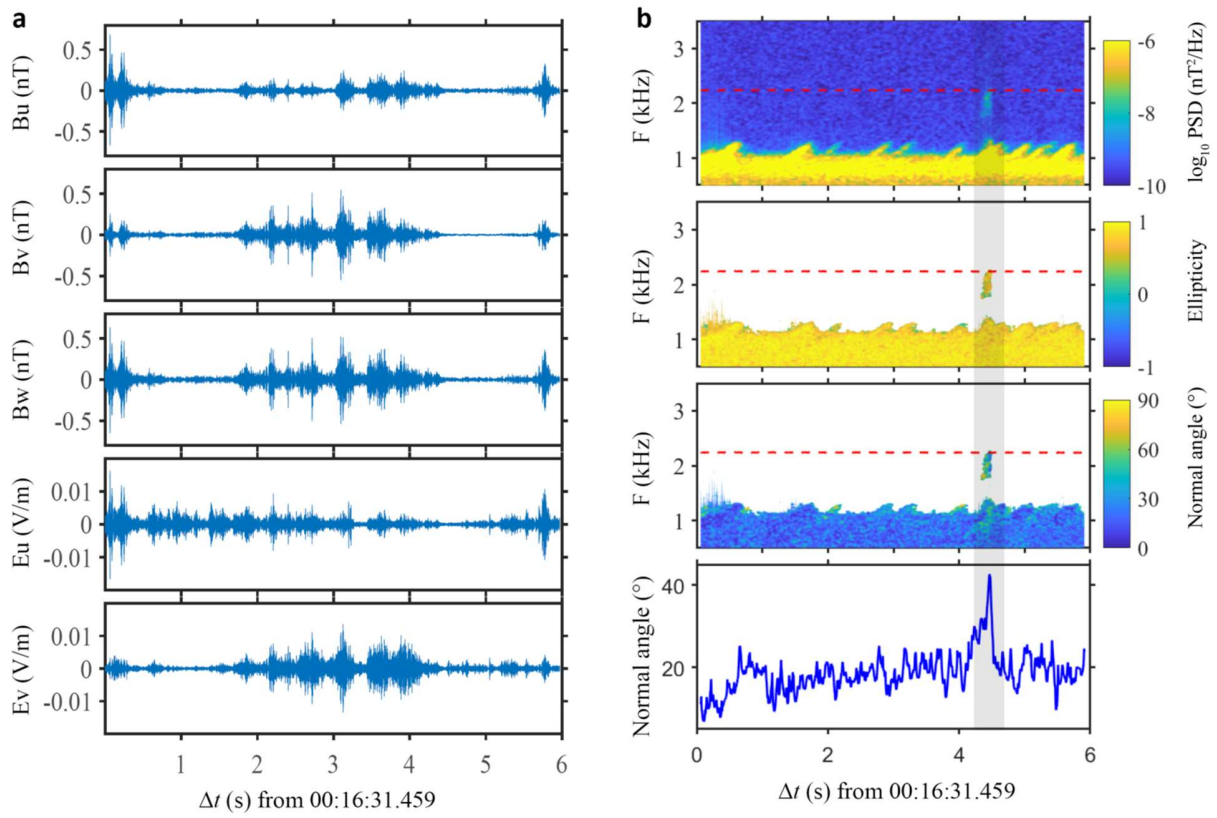 a
Bu (nT)
0.5
0
-0.5
Bv (nT)
0.5
0
-0.5
Bw (nT)
0.5
0
-0.5
Eu (V/m)
0.01
0
-0.01
Ev (V/m)
0.01
0
-0.01
1 2 3 4 5 6
Δt (s) from 00:16:31.459
b
F (kHz)
3
2
1
-6
-8
-10
log10 PSD (nT²/Hz)
F (kHz)
3
2
1
1
0
-1
Ellipticity
F (kHz)
3
2
1
90
60
30
0
Normal angle (°)
Normal angle (°)
40
20
0 2 4 6
Δt (s) from 00:16:31.459